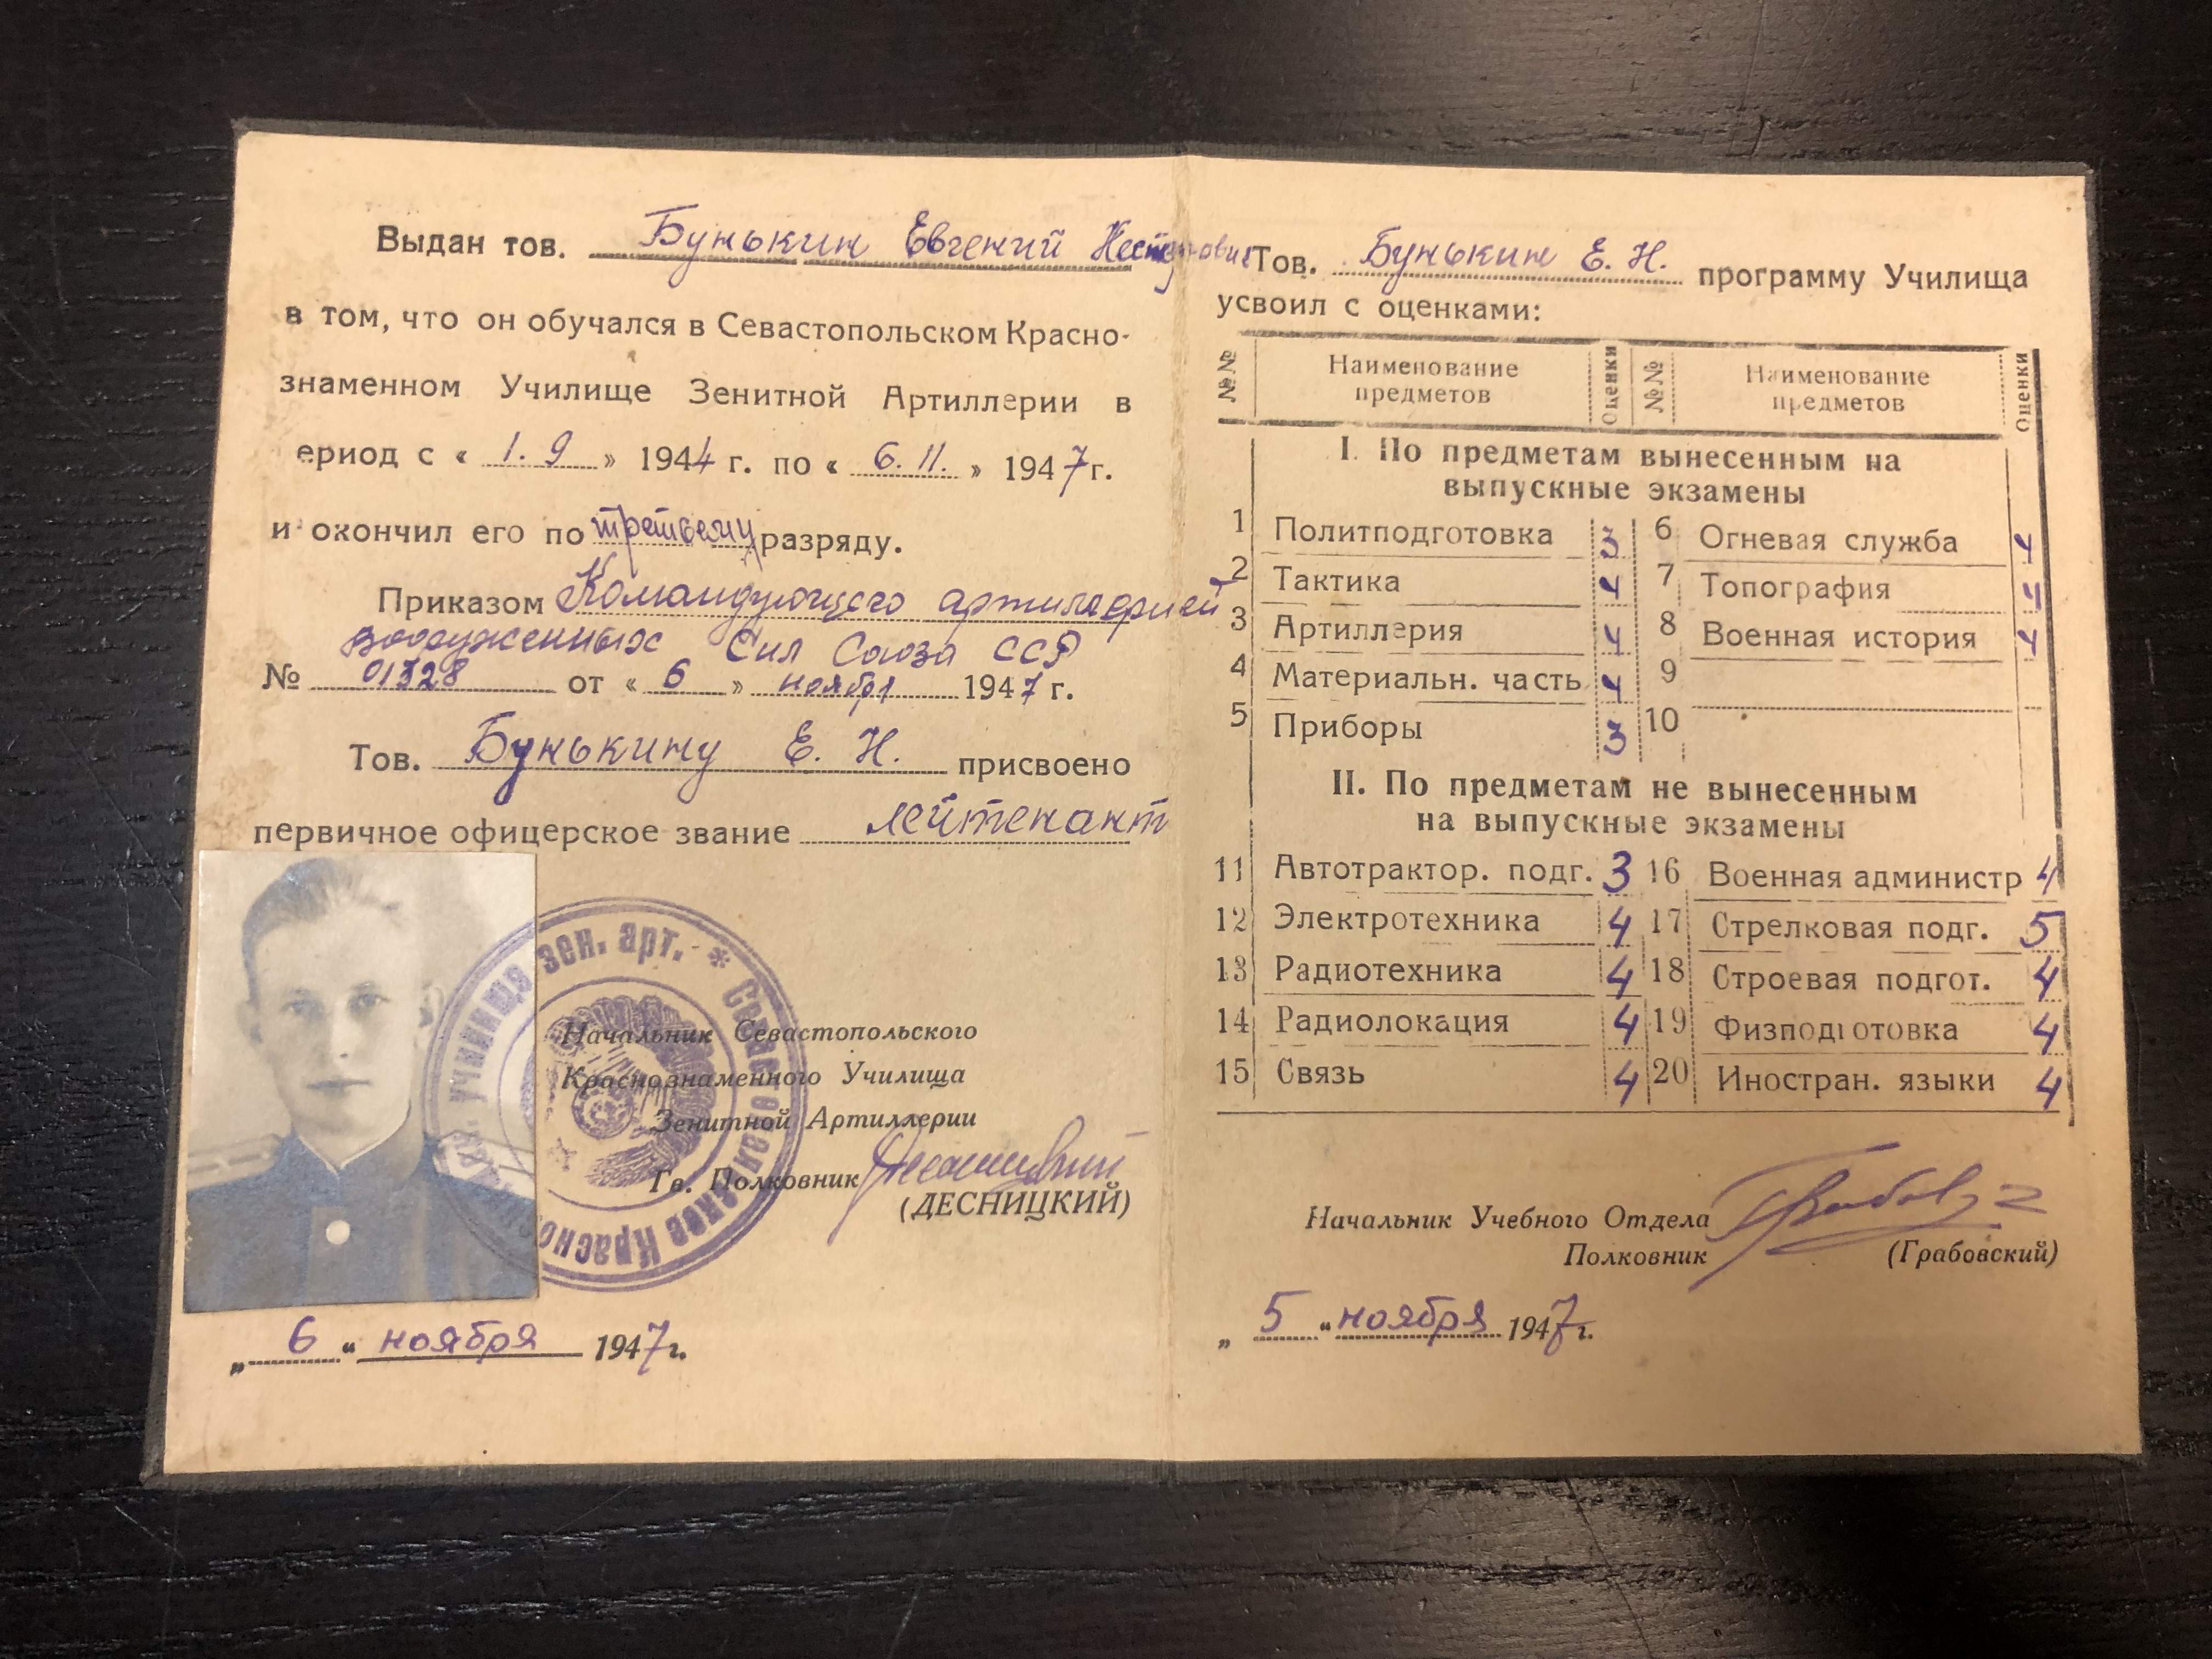 Выдан тов. Бунькин Евгений Нестерович
в том, что он обучался в Севастопольском Красно-
знаменном Училище Зенитной Артиллерии в
ериод с « 1. 9 » 1944 г. по « 6. 11. » 1947 г.
и окончил его по третьему разряду.
Приказом Командующего артиллерией
вооруженных Сил Союза ССР
№ 01328 от « 6 » ноября 1947 г.
Тов. Бунькину Е. Н. присвоено
первичное офицерское звание лейтенант
училище зен. арт. * Севастопольское Красно
Начальник Севастопольского
Краснознаменного Училища
Зенитной Артиллерии
Гв. Полковник
(ДЕСНИЦКИЙ)
„ 6 “ ноября 1947 г.
Тов. Бунькин Е. Н. программу Училища
усвоил с оценками:
№№ Наименование предметов Оценки №№ Наименование предметов Оценки
I. По предметам вынесенным на
выпускные экзамены
1 Политподготовка 3 6 Огневая служба 4
2 Тактика 4 7 Топография 4
3 Артиллерия 4 8 Военная история 4
4 Материальн. часть 4 9
5 Приборы 3 10
II. По предметам не вынесенным
на выпускные экзамены
11 Автотрактор. подг. 3 16 Военная администр 4
12 Электротехника 4 17 Стрелковая подг. 5
13 Радиотехника 4 18 Строевая подгот. 4
14 Радиолокация 4 19 Физподготовка 4
15 Связь 4 20 Иностран. языки 4
Начальник Учебного Отдела
Полковник (Грабовский)
„ 5 “ ноября 1947 г.